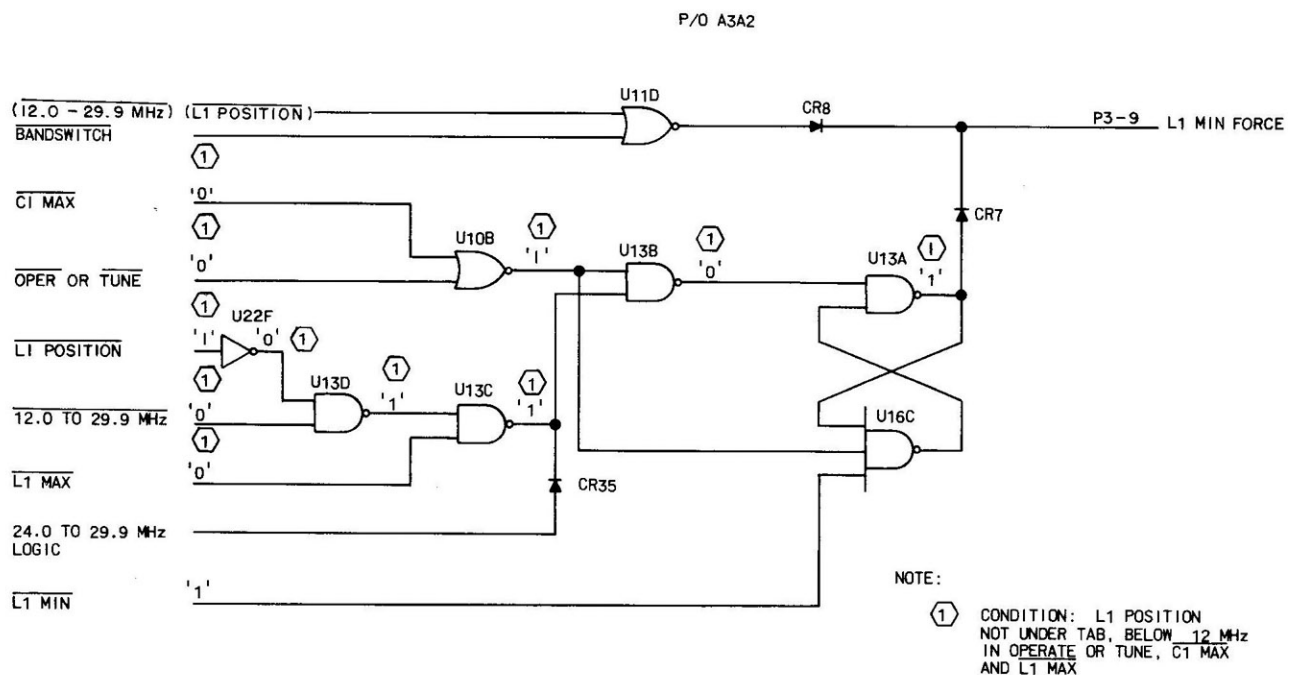 P/O A3A2
(12.0 - 29.9 MHz) (L1 POSITION)
BANDSWITCH
U11D
CR8
P3-9
L1 MIN FORCE
1
C1 MAX
'0'
1
U10B
1
'1'
U13B
1
'0'
CR7
U13A
1
'1'
OPER OR TUNE
'0'
1
U22F
L1 POSITION
'1'
'0'
1
1
U13D
1
'1'
U13C
1
'1'
12.0 TO 29.9 MHz
'0'
1
U16C
L1 MAX
'0'
CR35
24.0 TO 29.9 MHz
LOGIC
L1 MIN
'1'
NOTE:
1 CONDITION: L1 POSITION
NOT UNDER TAB, BELOW 12 MHz
IN OPERATE OR TUNE, C1 MAX
AND L1 MAX